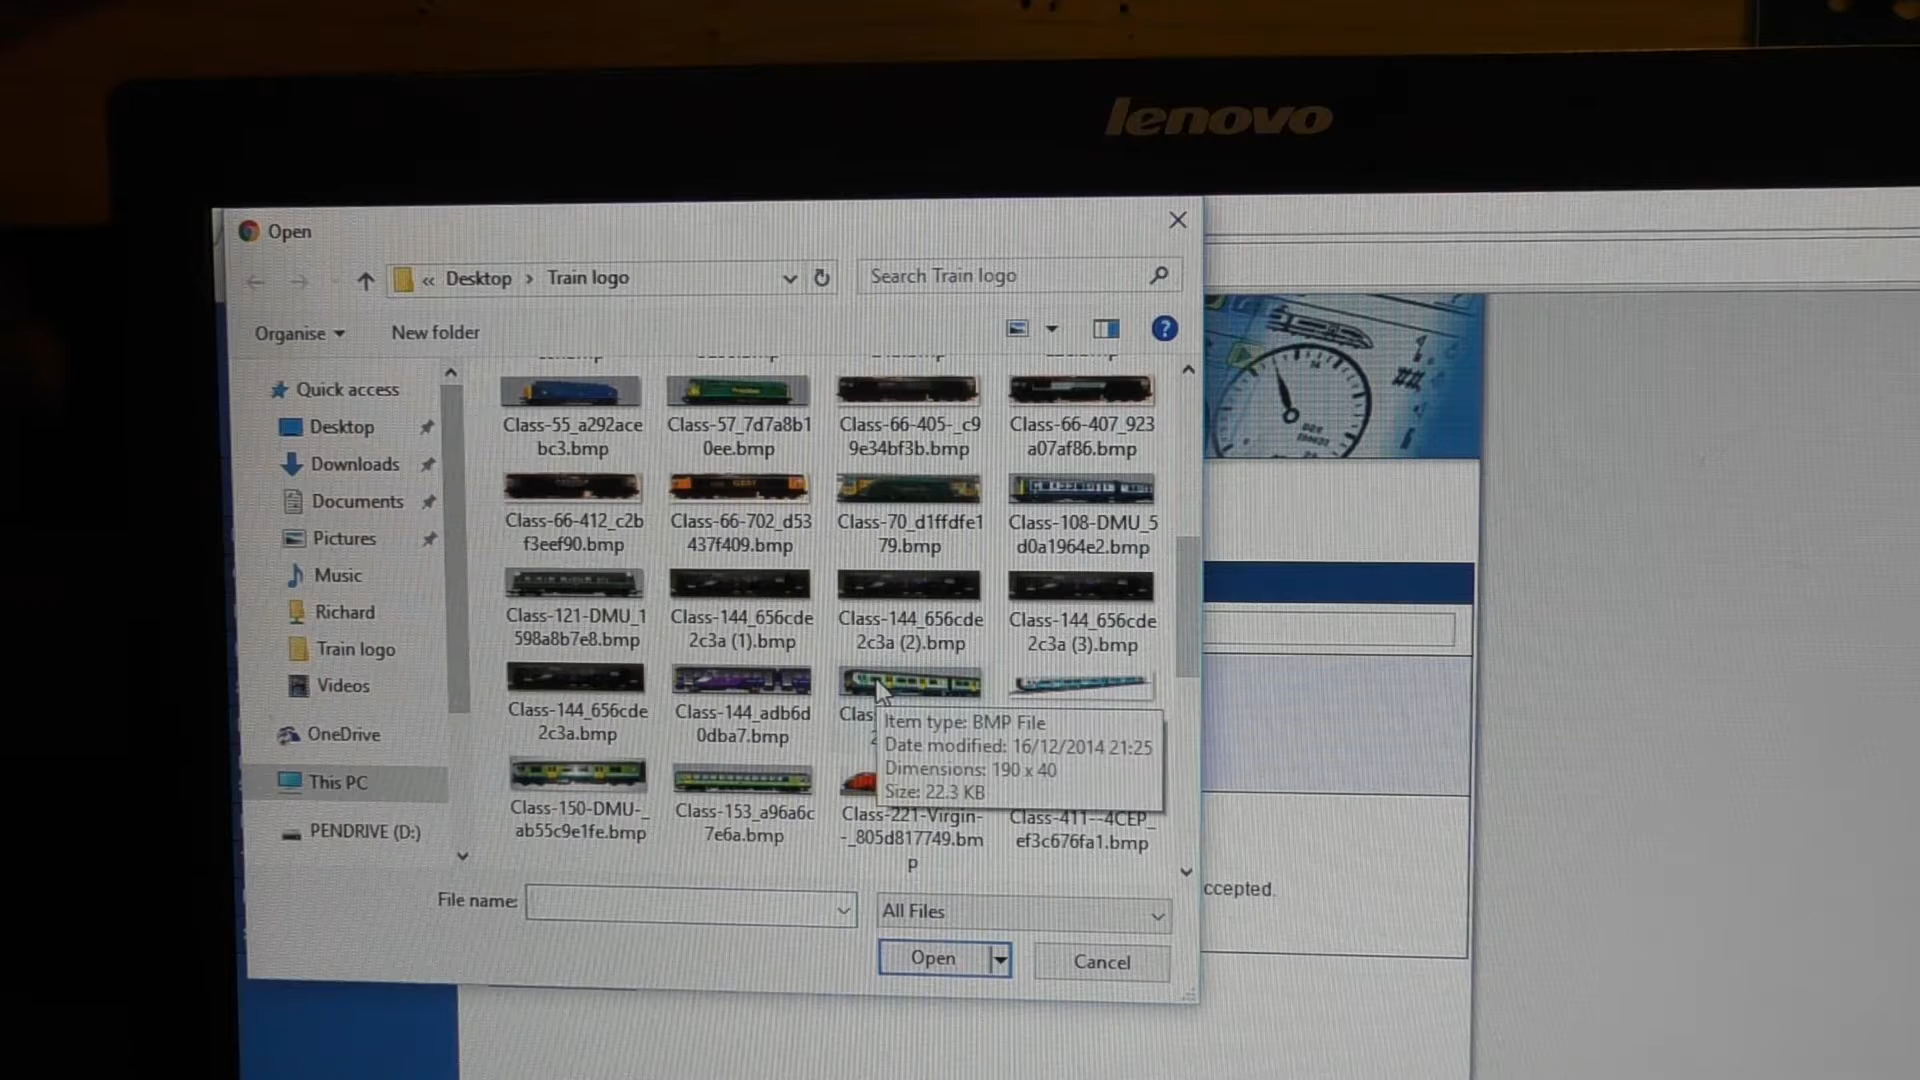 lenovo
Open
« Desktop › Train logo
Search Train logo
Organise
New folder
Quick access
Desktop
Downloads
Documents
Pictures
Music
Richard
Train logo
Videos
OneDrive
This PC
PENDRIVE (D:)
Class-55_a292ace
bc3.bmp
Class-57_7d7a8b1
0ee.bmp
Class-66-405-_c9
9e34bf3b.bmp
Class-66-407_923
a07af86.bmp
Class-66-412_c2b
f3eef90.bmp
Class-66-702_d53
437f409.bmp
Class-70_d1ffdfe1
79.bmp
Class-108-DMU_5
d0a1964e2.bmp
Class-121-DMU_1
598a8b7e8.bmp
Class-144_656cde
2c3a (1).bmp
Class-144_656cde
2c3a (2).bmp
Class-144_656cde
2c3a (3).bmp
Class-144_656cde
2c3a.bmp
Class-144_adb6d
0dba7.bmp
Clas
Item type: BMP File
Date modified: 16/12/2014 21:25
Dimensions: 190 x 40
Size: 22.3 KB
Class-150-DMU-_
ab55c9e1fe.bmp
Class-153_a96a6c
7e6a.bmp
Class-221-Virgin-
-_805d817749.bm
p
Class-411--4CEP_
ef3c676fa1.bmp
File name:
All Files
Open
Cancel
ccepted.